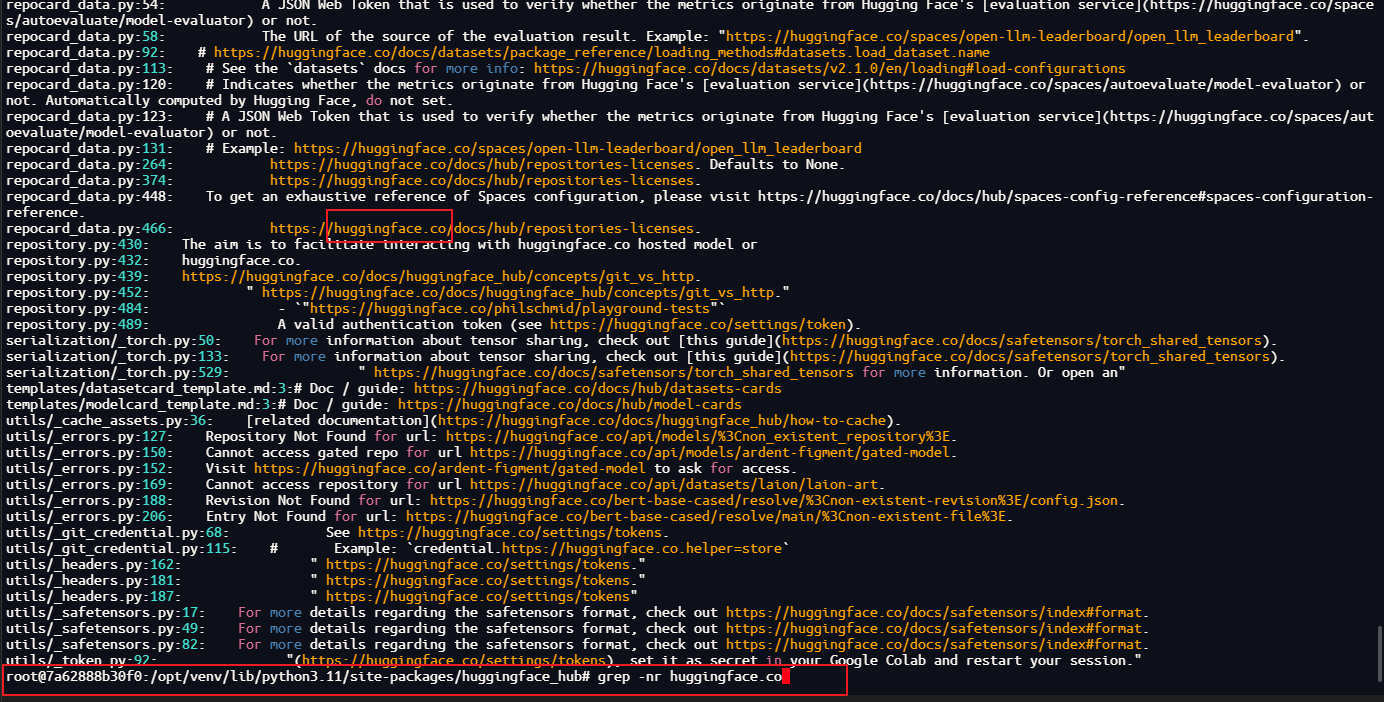 repocard_data.py:54:            A JSON Web Token that is used to verify whether the metrics originate from Hugging Face's [evaluation service](https://huggingface.co/space
s/autoevaluate/model-evaluator) or not.
repocard_data.py:58:            The URL of the source of the evaluation result. Example: "https://huggingface.co/spaces/open-llm-leaderboard/open_llm_leaderboard".
repocard_data.py:92:    # https://huggingface.co/docs/datasets/package_reference/loading_methods#datasets.load_dataset.name
repocard_data.py:113:    # See the `datasets` docs for more info: https://huggingface.co/docs/datasets/v2.1.0/en/loading#load-configurations
repocard_data.py:120:    # Indicates whether the metrics originate from Hugging Face's [evaluation service](https://huggingface.co/spaces/autoevaluate/model-evaluator) or
not. Automatically computed by Hugging Face, do not set.
repocard_data.py:123:    # A JSON Web Token that is used to verify whether the metrics originate from Hugging Face's [evaluation service](https://huggingface.co/spaces/aut
oevaluate/model-evaluator) or not.
repocard_data.py:131:    # Example: https://huggingface.co/spaces/open-llm-leaderboard/open_llm_leaderboard
repocard_data.py:264:            https://huggingface.co/docs/hub/repositories-licenses. Defaults to None.
repocard_data.py:374:            https://huggingface.co/docs/hub/repositories-licenses.
repocard_data.py:448:    To get an exhaustive reference of Spaces configuration, please visit https://huggingface.co/docs/hub/spaces-config-reference#spaces-configuration-
reference.
repocard_data.py:466:            https://huggingface.co/docs/hub/repositories-licenses.
repository.py:430:    The aim is to facilitate interacting with huggingface.co hosted model or
repository.py:432:    huggingface.co.
repository.py:439:    https://huggingface.co/docs/huggingface_hub/concepts/git_vs_http.
repository.py:452:            " https://huggingface.co/docs/huggingface_hub/concepts/git_vs_http."
repository.py:484:                - `"https://huggingface.co/philschmid/playground-tests"`
repository.py:489:                A valid authentication token (see https://huggingface.co/settings/token).
serialization/_torch.py:50:    For more information about tensor sharing, check out [this guide](https://huggingface.co/docs/safetensors/torch_shared_tensors).
serialization/_torch.py:133:    For more information about tensor sharing, check out [this guide](https://huggingface.co/docs/safetensors/torch_shared_tensors).
serialization/_torch.py:529:                " https://huggingface.co/docs/safetensors/torch_shared_tensors for more information. Or open an"
templates/datasetcard_template.md:3:# Doc / guide: https://huggingface.co/docs/hub/datasets-cards
templates/modelcard_template.md:3:# Doc / guide: https://huggingface.co/docs/hub/model-cards
utils/_cache_assets.py:36:    [related documentation](https://huggingface.co/docs/huggingface_hub/how-to-cache).
utils/_errors.py:127:    Repository Not Found for url: https://huggingface.co/api/models/%3Cnon_existent_repository%3E.
utils/_errors.py:150:    Cannot access gated repo for url https://huggingface.co/api/models/ardent-figment/gated-model.
utils/_errors.py:152:    Visit https://huggingface.co/ardent-figment/gated-model to ask for access.
utils/_errors.py:169:    Cannot access repository for url https://huggingface.co/api/datasets/laion/laion-art.
utils/_errors.py:188:    Revision Not Found for url: https://huggingface.co/bert-base-cased/resolve/%3Cnon-existent-revision%3E/config.json.
utils/_errors.py:206:    Entry Not Found for url: https://huggingface.co/bert-base-cased/resolve/main/%3Cnon-existent-file%3E.
utils/_git_credential.py:68:            See https://huggingface.co/settings/tokens.
utils/_git_credential.py:115:    #       Example: `credential.https://huggingface.co.helper=store`
utils/_headers.py:162:                " https://huggingface.co/settings/tokens."
utils/_headers.py:181:                " https://huggingface.co/settings/tokens."
utils/_headers.py:187:                " https://huggingface.co/settings/tokens"
utils/_safetensors.py:17:    For more details regarding the safetensors format, check out https://huggingface.co/docs/safetensors/index#format.
utils/_safetensors.py:49:    For more details regarding the safetensors format, check out https://huggingface.co/docs/safetensors/index#format.
utils/_safetensors.py:82:    For more details regarding the safetensors format, check out https://huggingface.co/docs/safetensors/index#format.
utils/_token.py:92:                "(https://huggingface.co/settings/tokens), set it as secret in your Google Colab and restart your session."
root@7a62888b30f0:/opt/venv/lib/python3.11/site-packages/huggingface_hub# grep -nr huggingface.co